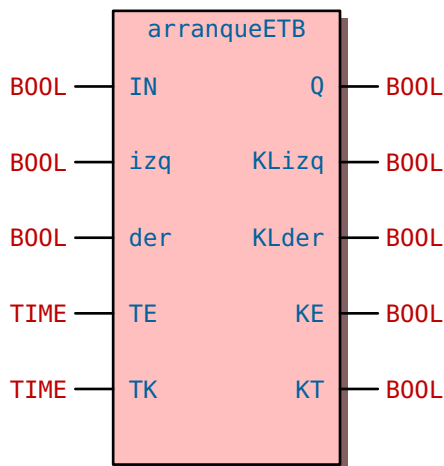 arranqueETB
BOOL IN Q BOOL
BOOL izq KLizq BOOL
BOOL der KLder BOOL
TIME TE KE BOOL
TIME TK KT BOOL